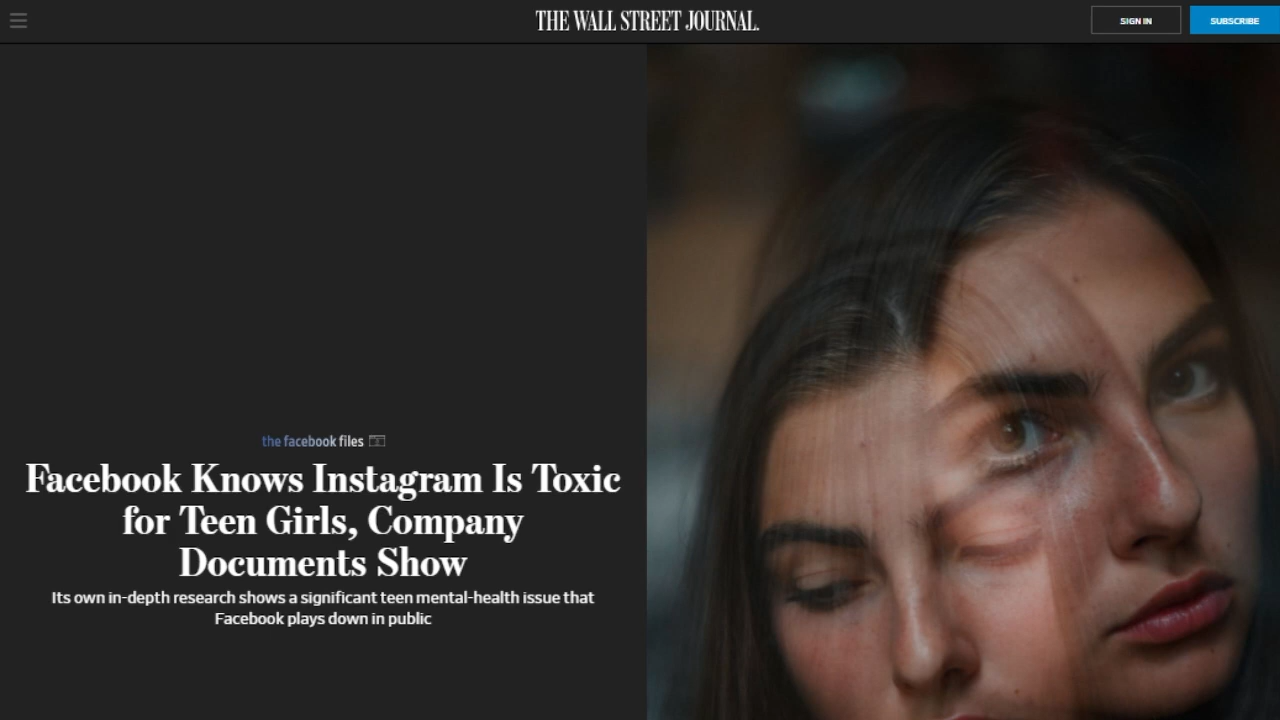 THE WALL STREET JOURNAL.
SIGN IN
SUBSCRIBE
the facebook files
Facebook Knows Instagram Is Toxic
for Teen Girls, Company
Documents Show
Its own in-depth research shows a significant teen mental-health issue that
Facebook plays down in public